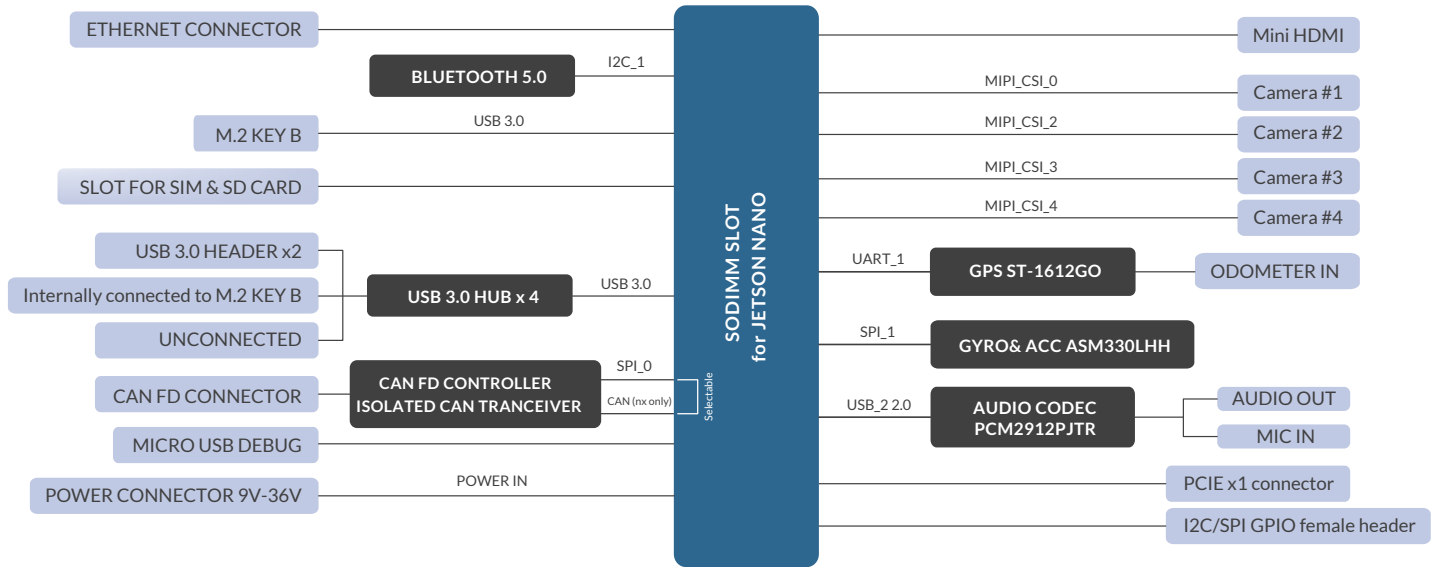 ETHERNET CONNECTOR
BLUETOOTH 5.0
I2C_1
M.2 KEY B
USB 3.0
SLOT FOR SIM & SD CARD
USB 3.0 HEADER x2
Internally connected to M.2 KEY B
UNCONNECTED
USB 3.0 HUB x 4
USB 3.0
CAN FD CONNECTOR
CAN FD CONTROLLER
ISOLATED CAN TRANCEIVER
SPI_0
CAN (nx only)
Selectable
MICRO USB DEBUG
POWER CONNECTOR 9V-36V
POWER IN
SODIMM SLOT
for JETSON NANO
Mini HDMI
MIPI_CSI_0
Camera #1
MIPI_CSI_2
Camera #2
MIPI_CSI_3
Camera #3
MIPI_CSI_4
Camera #4
UART_1
GPS ST-1612GO
ODOMETER IN
SPI_1
GYRO& ACC ASM330LHH
USB_2 2.0
AUDIO CODEC
PCM2912PJTR
AUDIO OUT
MIC IN
PCIE x1 connector
I2C/SPI GPIO female header